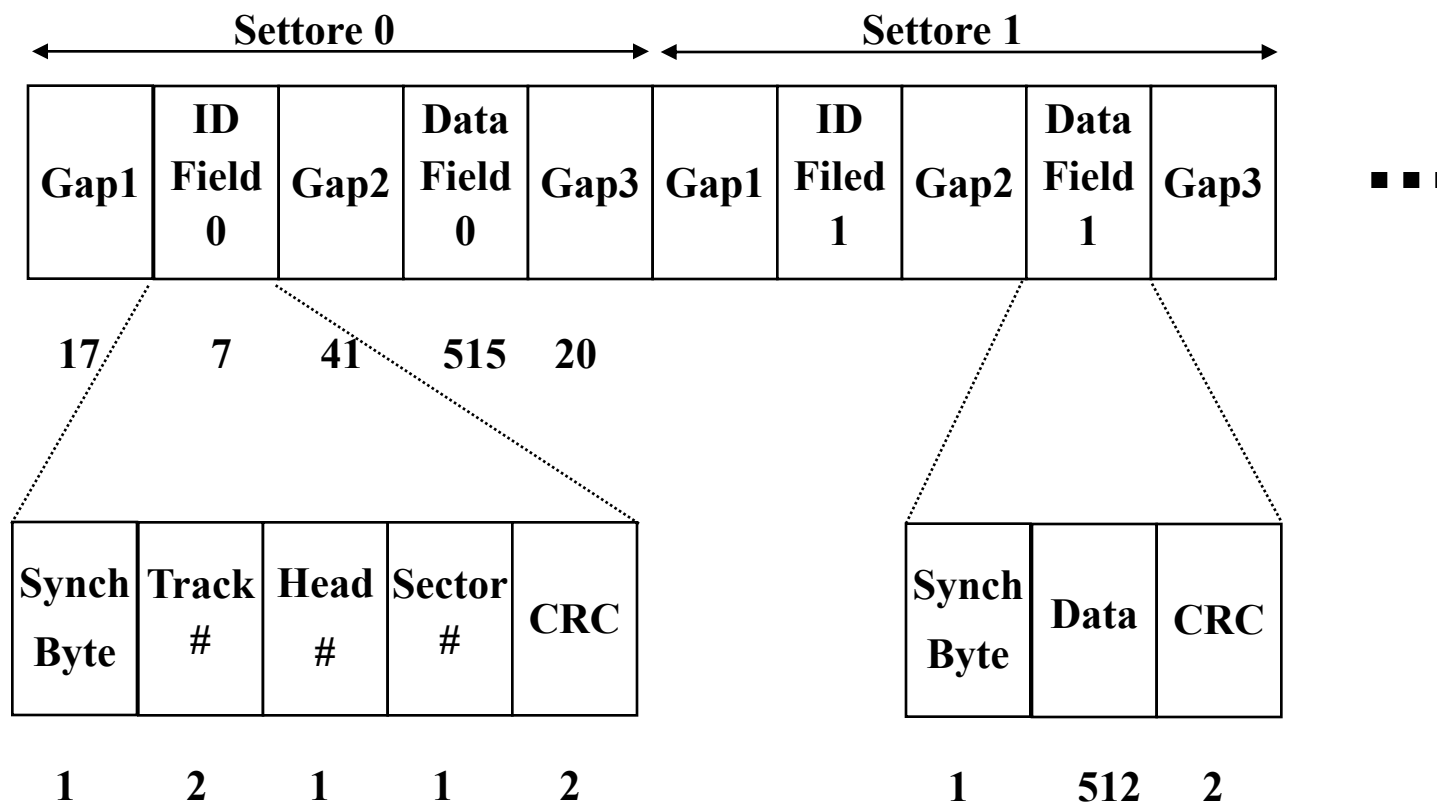 Settore 0 Settore 1
Gap1 ID Field 0 Gap2 Data Field 0 Gap3 Gap1 ID Filed 1 Gap2 Data Field 1 Gap3
17 7 41 515 20
Synch Byte Track # Head # Sector # CRC
Synch Byte Data CRC
1 2 1 1 2
1 512 2